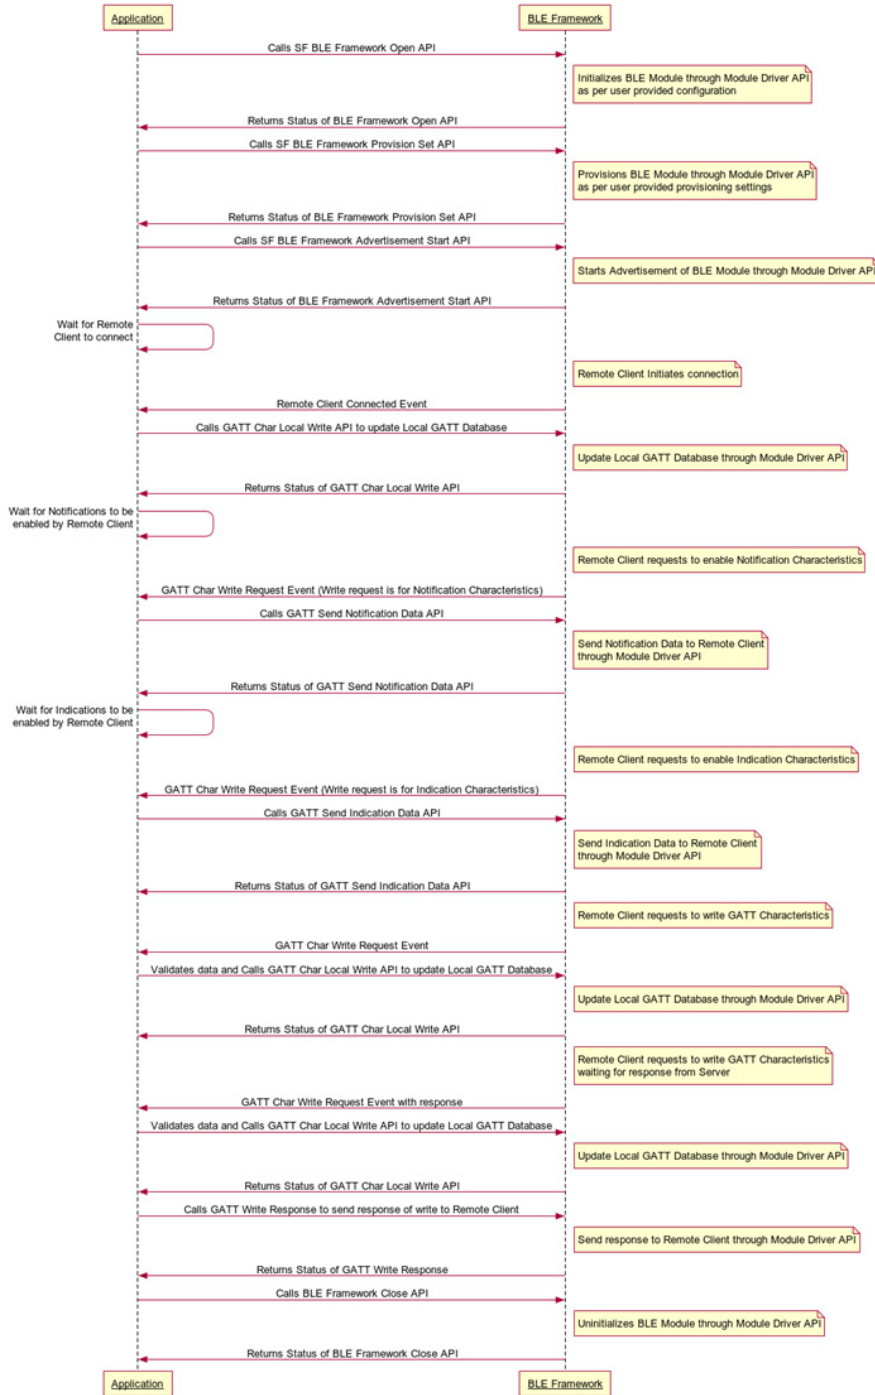 Application
BLE Framework
Calls SF BLE Framework Open API
Initializes BLE Module through Module Driver API
as per user provided configuration
Returns Status of BLE Framework Open API
Calls SF BLE Framework Provision Set API
Provisions BLE Module through Module Driver API
as per user provided provisioning settings
Returns Status of BLE Framework Provision Set API
Calls SF BLE Framework Advertisement Start API
Starts Advertisement of BLE Module through Module Driver API
Returns Status of BLE Framework Advertisement Start API
Wait for Remote
Client to connect
Remote Client Initiates connection
Remote Client Connected Event
Calls GATT Char Local Write API to update Local GATT Database
Update Local GATT Database through Module Driver API
Returns Status of GATT Char Local Write API
Wait for Notifications to be
enabled by Remote Client
Remote Client requests to enable Notification Characteristics
GATT Char Write Request Event (Write request is for Notification Characteristics)
Calls GATT Send Notification Data API
Send Notification Data to Remote Client
through Module Driver API
Returns Status of GATT Send Notification Data API
Wait for Indications to be
enabled by Remote Client
Remote Client requests to enable Indication Characteristics
GATT Char Write Request Event (Write request is for Indication Characteristics)
Calls GATT Send Indication Data API
Send Indication Data to Remote Client
through Module Driver API
Returns Status of GATT Send Indication Data API
Remote Client requests to write GATT Characteristics
GATT Char Write Request Event
Validates data and Calls GATT Char Local Write API to update Local GATT Database
Update Local GATT Database through Module Driver API
Returns Status of GATT Char Local Write API
Remote Client requests to write GATT Characteristics
waiting for response from Server
GATT Char Write Request Event with response
Validates data and Calls GATT Char Local Write API to update Local GATT Database
Update Local GATT Database through Module Driver API
Returns Status of GATT Char Local Write API
Calls GATT Write Response to send response of write to Remote Client
Send response to Remote Client through Module Driver API
Returns Status of GATT Write Response
Calls BLE Framework Close API
Uninitializes BLE Module through Module Driver API
Returns Status of BLE Framework Close API
Application
BLE Framework